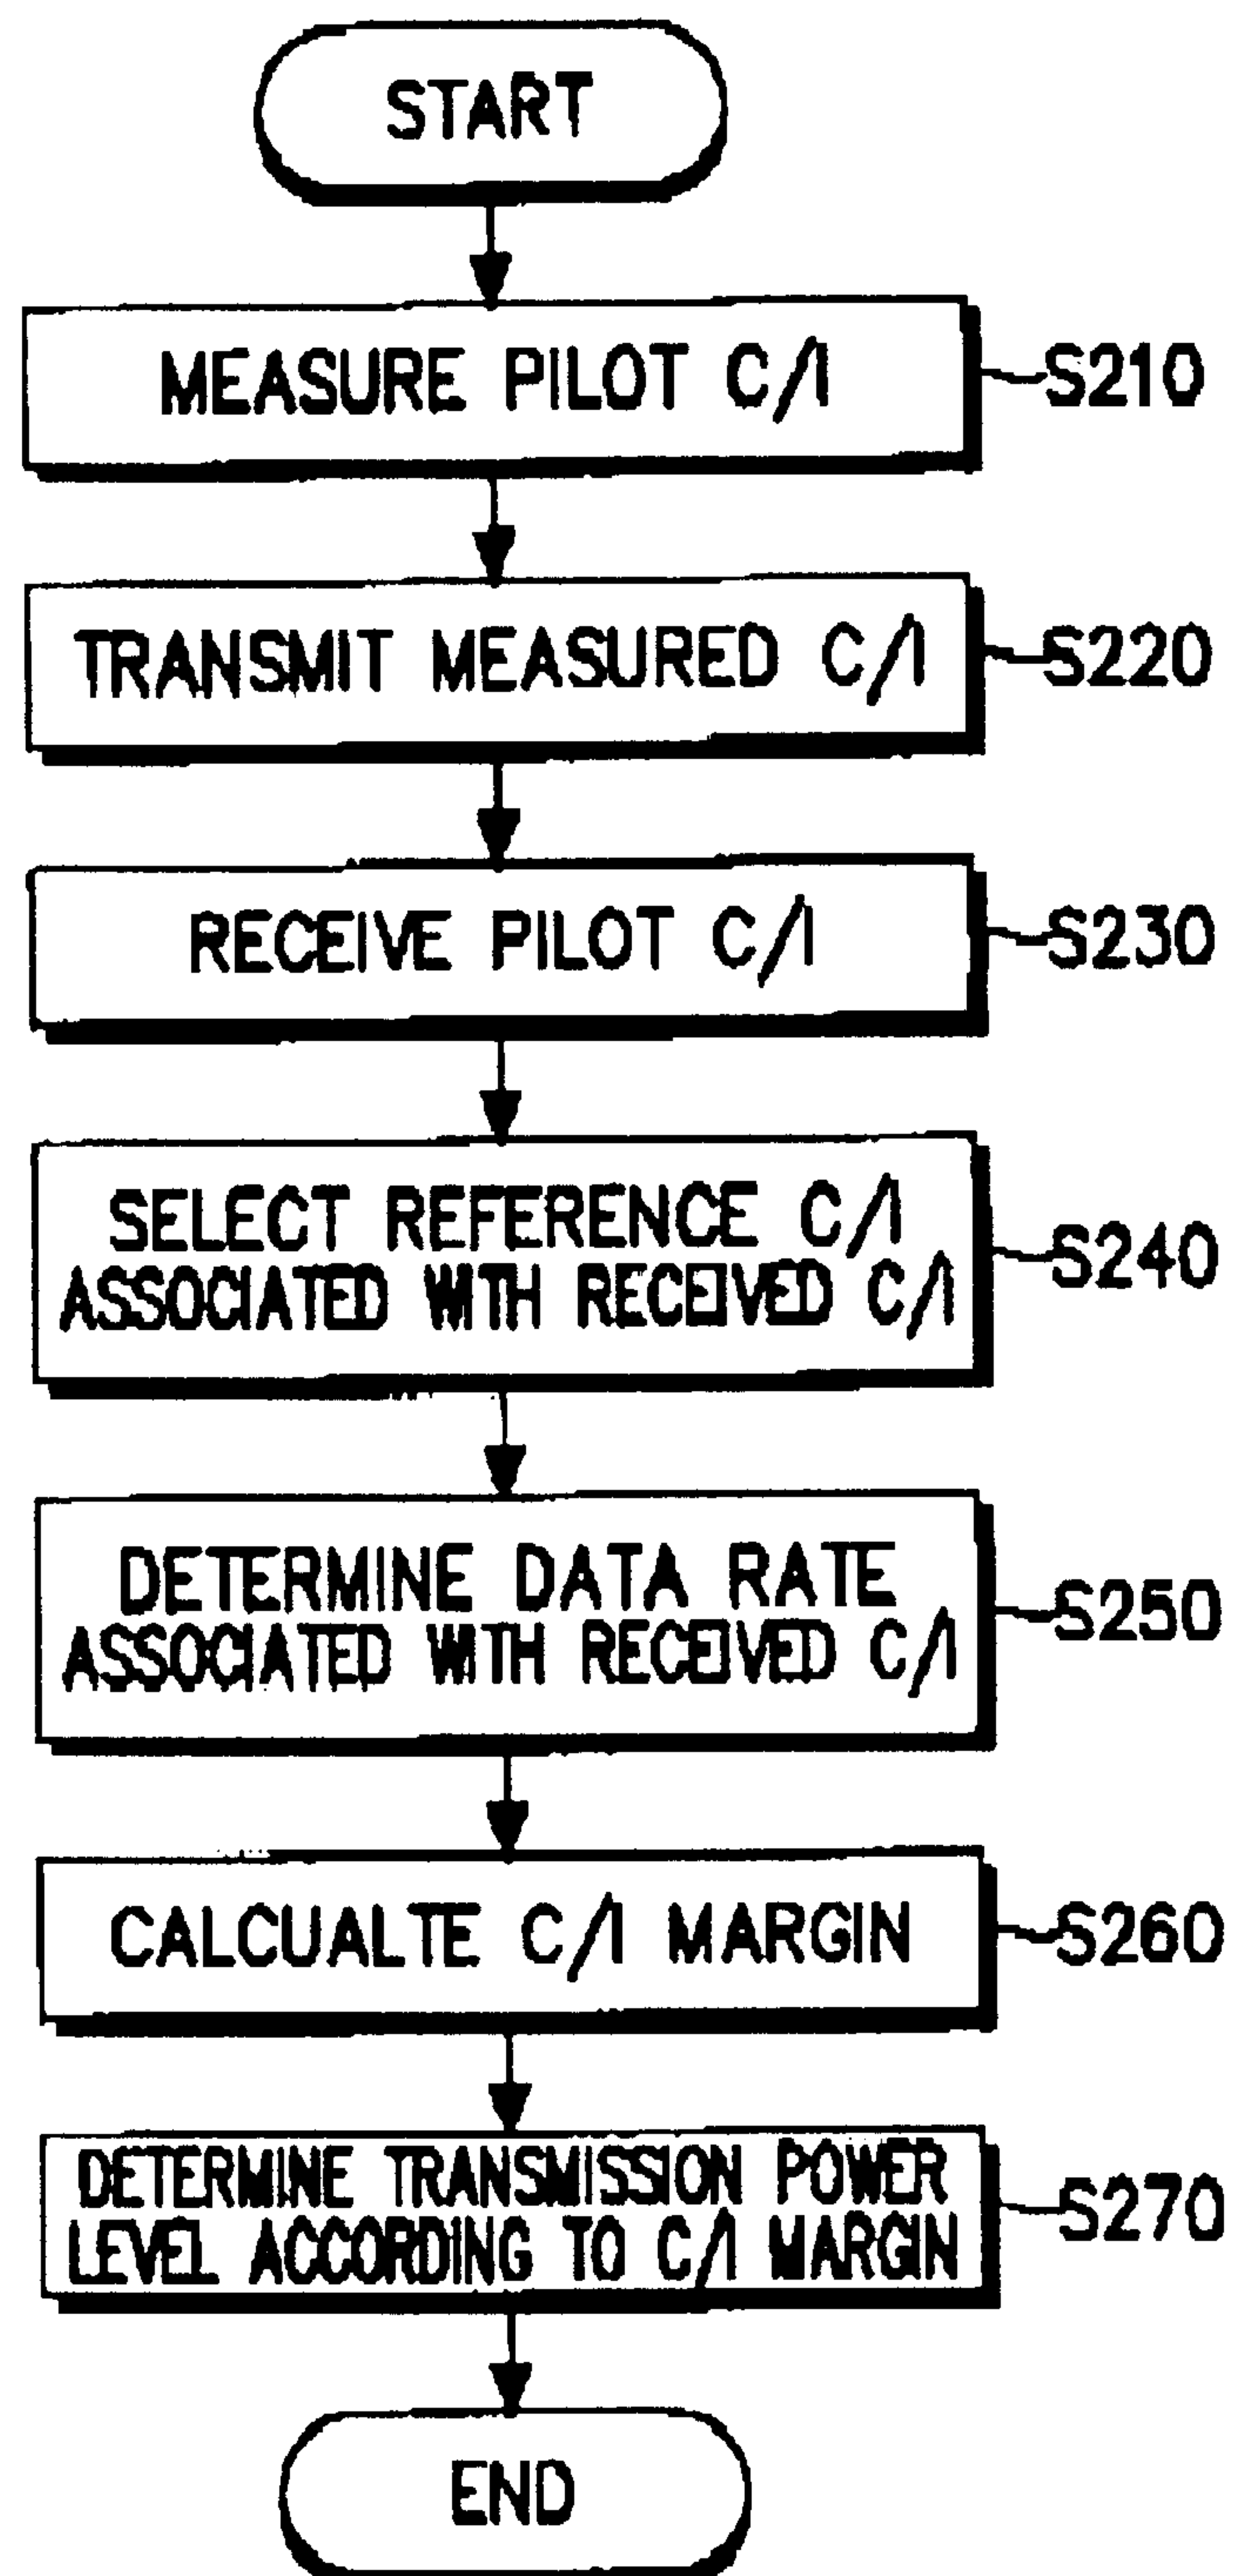 START
MEASURE PILOT C/I
S210
TRANSMIT MEASURED C/I
S220
RECEIVE PILOT C/I
S230
SELECT REFERENCE C/I
ASSOCIATED WITH RECEIVED C/I
S240
DETERMINE DATA RATE
ASSOCIATED WITH RECEIVED C/I
S250
CALCUALTE C/I MARGIN
S260
DETERMINE TRANSMISSION POWER
LEVEL ACCORDING TO C/I MARGIN
S270
END